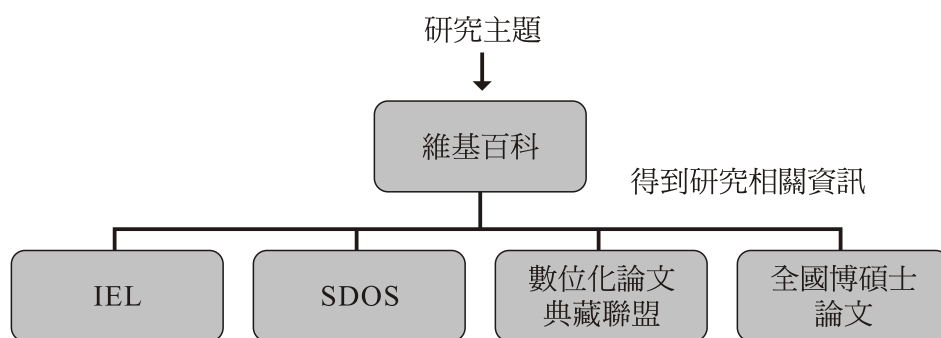 研究主題
維基百科
得到研究相關資訊
IEL
SDOS
數位化論文
典藏聯盟
全國博碩士
論文